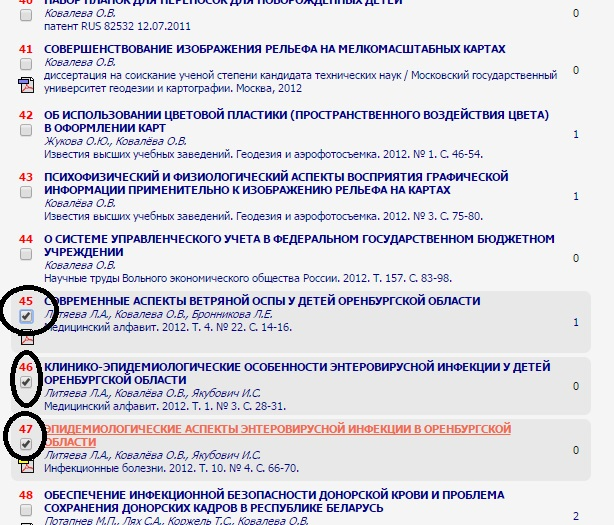 40 НАБОР ПЛАНОК ДЛЯ ПЕРЕНОСОК ДЛЯ НОВОРОЖДЕННЫХ ДЕТЕЙ
Ковалева О.В.
патент RUS 82532 12.07.2011
0
41 СОВЕРШЕНСТВОВАНИЕ ИЗОБРАЖЕНИЯ РЕЛЬЕФА НА МЕЛКОМАСШТАБНЫХ КАРТАХ
Ковалева О.В.
диссертация на соискание ученой степени кандидата технических наук / Московский государственный
университет геодезии и картографии. Москва, 2012
0
42 ОБ ИСПОЛЬЗОВАНИИ ЦВЕТОВОЙ ПЛАСТИКИ (ПРОСТРАНСТВЕННОГО ВОЗДЕЙСТВИЯ ЦВЕТА)
В ОФОРМЛЕНИИ КАРТ
Жукова О.Ю., Ковалёва О.В.
Известия высших учебных заведений. Геодезия и аэрофотосъемка. 2012. № 1. С. 46-54.
1
43 ПСИХОФИЗИЧЕСКИЙ И ФИЗИОЛОГИЧЕСКИЙ АСПЕКТЫ ВОСПРИЯТИЯ ГРАФИЧЕСКОЙ
ИНФОРМАЦИИ ПРИМЕНИТЕЛЬНО К ИЗОБРАЖЕНИЮ РЕЛЬЕФА НА КАРТАХ
Ковалёва О.В.
Известия высших учебных заведений. Геодезия и аэрофотосъемка. 2012. № 3. С. 75-80.
1
44 О СИСТЕМЕ УПРАВЛЕНЧЕСКОГО УЧЕТА В ФЕДЕРАЛЬНОМ ГОСУДАРСТВЕННОМ БЮДЖЕТНОМ
УЧРЕЖДЕНИИ
Ковалева О.В.
Научные труды Вольного экономического общества России. 2012. Т. 157. С. 83-98.
0
45 СОВРЕМЕННЫЕ АСПЕКТЫ ВЕТРЯНОЙ ОСПЫ У ДЕТЕЙ ОРЕНБУРГСКОЙ ОБЛАСТИ
Литяева Л.А., Ковалева О.В., Бронникова Л.Е.
Медицинский алфавит. 2012. Т. 4. № 22. С. 14-16.
1
46 КЛИНИКО-ЭПИДЕМИОЛОГИЧЕСКИЕ ОСОБЕННОСТИ ЭНТЕРОВИРУСНОЙ ИНФЕКЦИИ У ДЕТЕЙ
ОРЕНБУРГСКОЙ ОБЛАСТИ
Литяева Л.А., Ковалёва О.В., Якубович И.С.
Медицинский алфавит. 2012. Т. 1. № 3. С. 28-31.
0
47 ЭПИДЕМИОЛОГИЧЕСКИЕ АСПЕКТЫ ЭНТЕРОВИРУСНОЙ ИНФЕКЦИИ В ОРЕНБУРГСКОЙ
ОБЛАСТИ
Литяева Л.А., Ковалёва О.В., Якубович И.С.
Инфекционные болезни. 2012. Т. 10. № 4. С. 66-70.
0
48 ОБЕСПЕЧЕНИЕ ИНФЕКЦИОННОЙ БЕЗОПАСНОСТИ ДОНОРСКОЙ КРОВИ И ПРОБЛЕМА
СОХРАНЕНИЯ ДОНОРСКИХ КАДРОВ В РЕСПУБЛИКЕ БЕЛАРУСЬ
Потапнев М.П., Лях С.А., Коржель Т.С., Ковалева О.В.
2